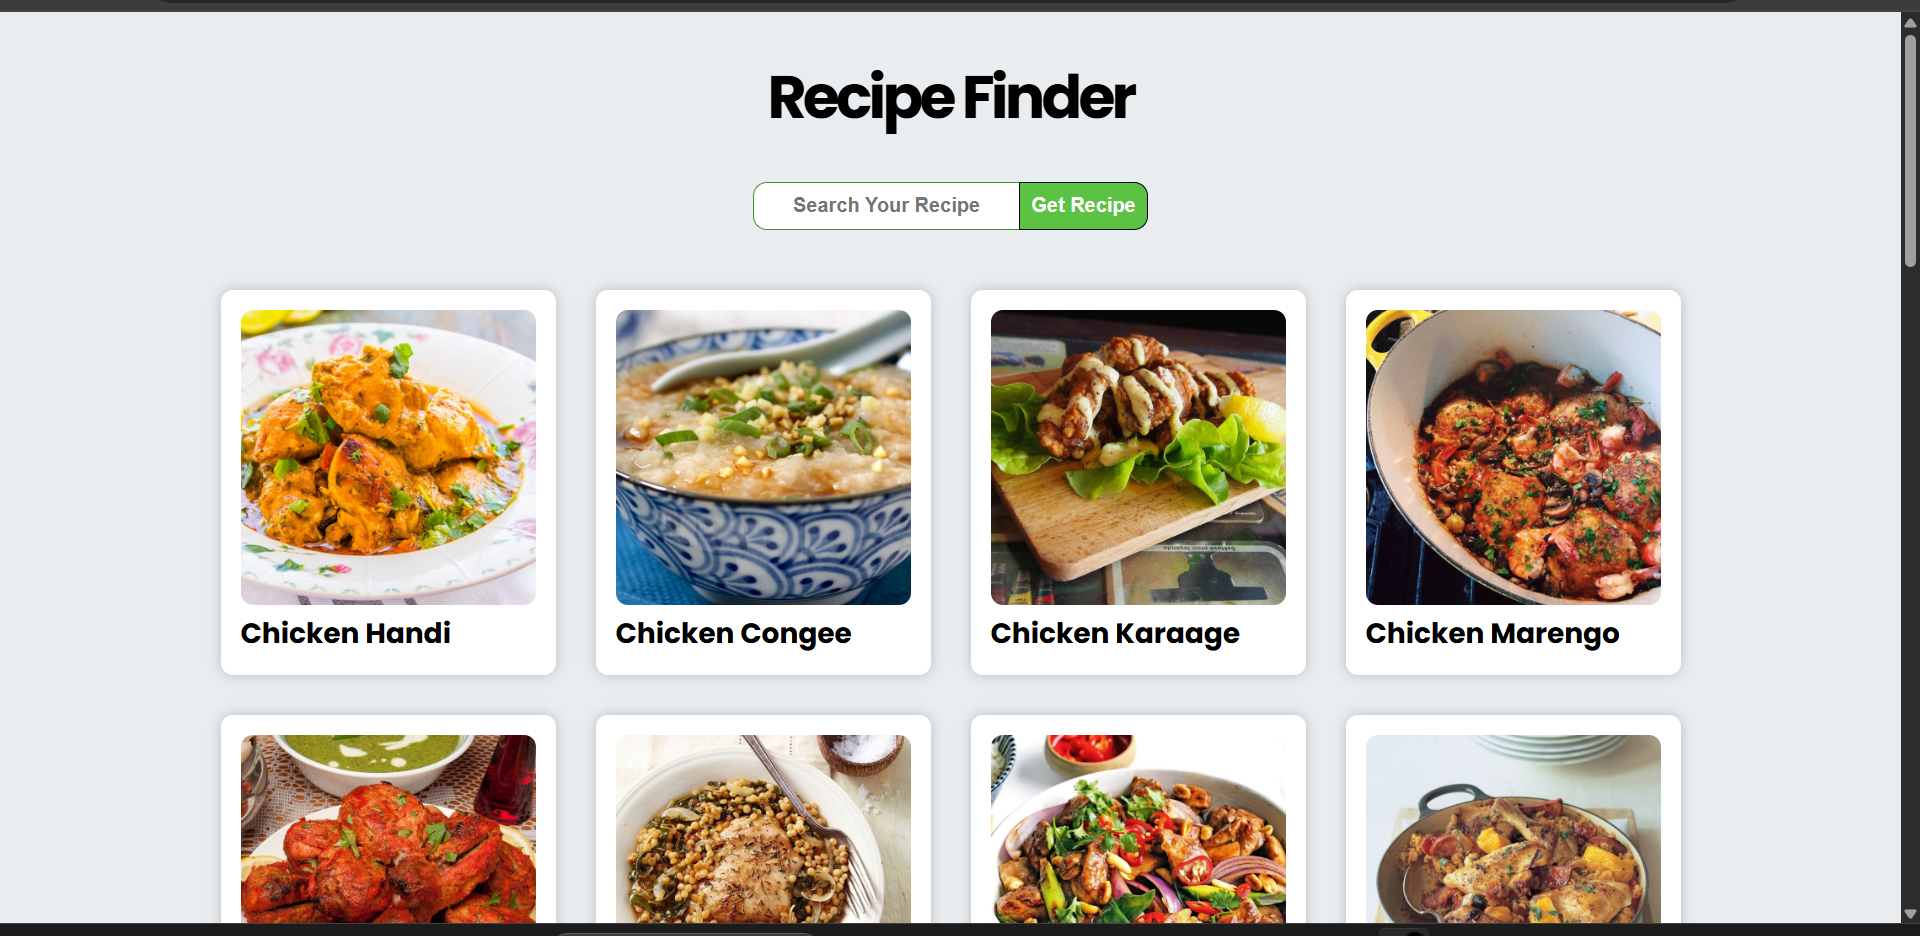 Recipe Finder
Search Your Recipe
Get Recipe
Chicken Handi
Chicken Congee
Chicken Karaage
Chicken Marengo